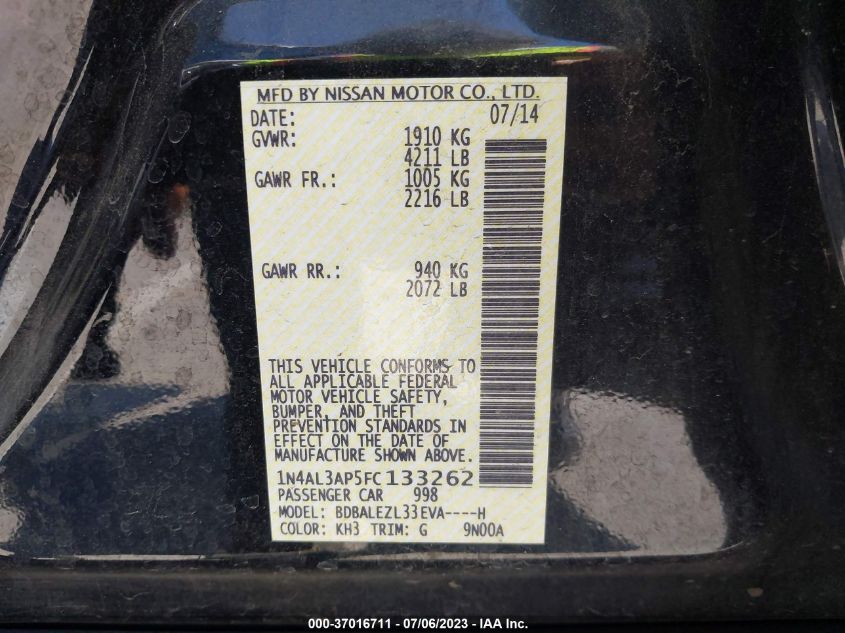 MFD BY NISSAN MOTOR CO., LTD.
DATE: 07/14
GVWR: 1910 KG
4211 LB
GAWR FR.: 1005 KG
2216 LB
GAWR RR.: 940 KG
2072 LB
THIS VEHICLE CONFORMS TO
ALL APPLICABLE FEDERAL
MOTOR VEHICLE SAFETY,
BUMPER, AND THEFT
PREVENTION STANDARDS IN
EFFECT ON THE DATE OF
MANUFACTURE SHOWN ABOVE.
1N4AL3AP5FC133262
PASSENGER CAR 998
MODEL: BDBALEZL33EVA----H
COLOR: KH3 TRIM: G 9N00A
000-37016711 - 07/06/2023 - IAA Inc.